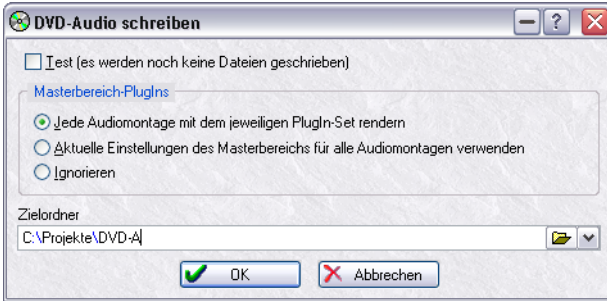 DVD-Audio schreiben
Test (es werden noch keine Dateien geschrieben)
Masterbereich-PlugIns
Jede Audiomontage mit dem jeweiligen PlugIn-Set rendern
Aktuelle Einstellungen des Masterbereichs für alle Audiomontagen verwenden
Ignorieren
Zielordner
C:\Projekte\DVD-A
OK Abbrechen